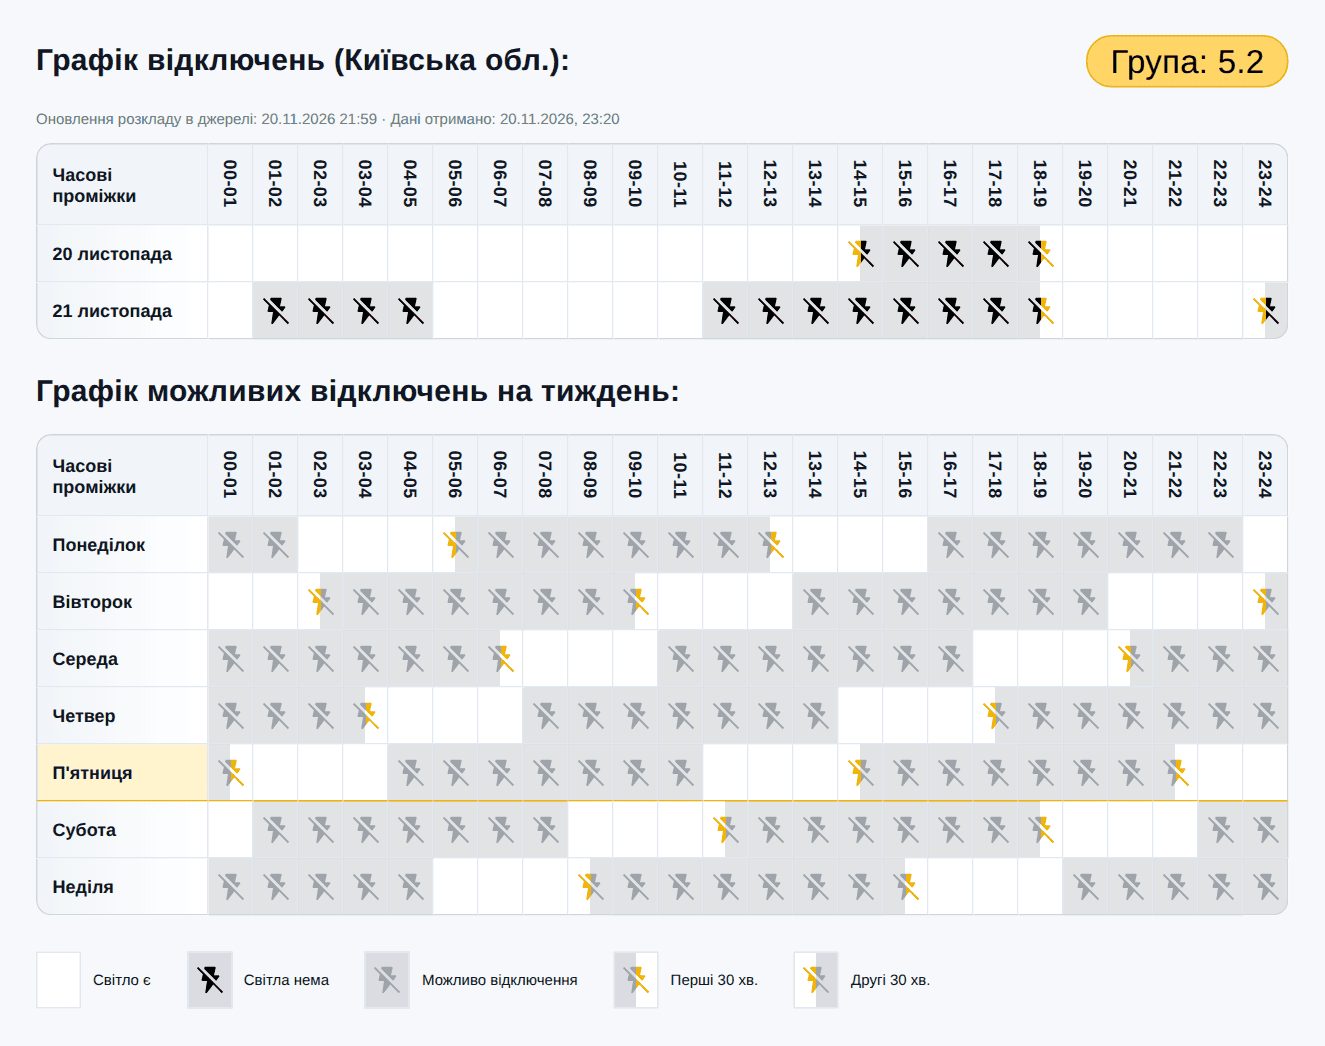 Графік відключень (Київська обл.):
Група: 5.2
Оновлення розкладу в джерелі: 20.11.2026 21:59 · Дані отримано: 20.11.2026, 23:20
Часові проміжки 00-01 01-02 02-03 03-04 04-05 05-06 06-07 07-08 08-09 09-10 10-11 11-12 12-13 13-14 14-15 15-16 16-17 17-18 18-19 19-20 20-21 21-22 22-23 23-24
20 листопада
21 листопада
Графік можливих відключень на тиждень:
Часові проміжки 00-01 01-02 02-03 03-04 04-05 05-06 06-07 07-08 08-09 09-10 10-11 11-12 12-13 13-14 14-15 15-16 16-17 17-18 18-19 19-20 20-21 21-22 22-23 23-24
Понеділок
Вівторок
Середа
Четвер
П'ятниця
Субота
Неділя
Світло є Світла нема Можливо відключення Перші 30 хв. Другі 30 хв.